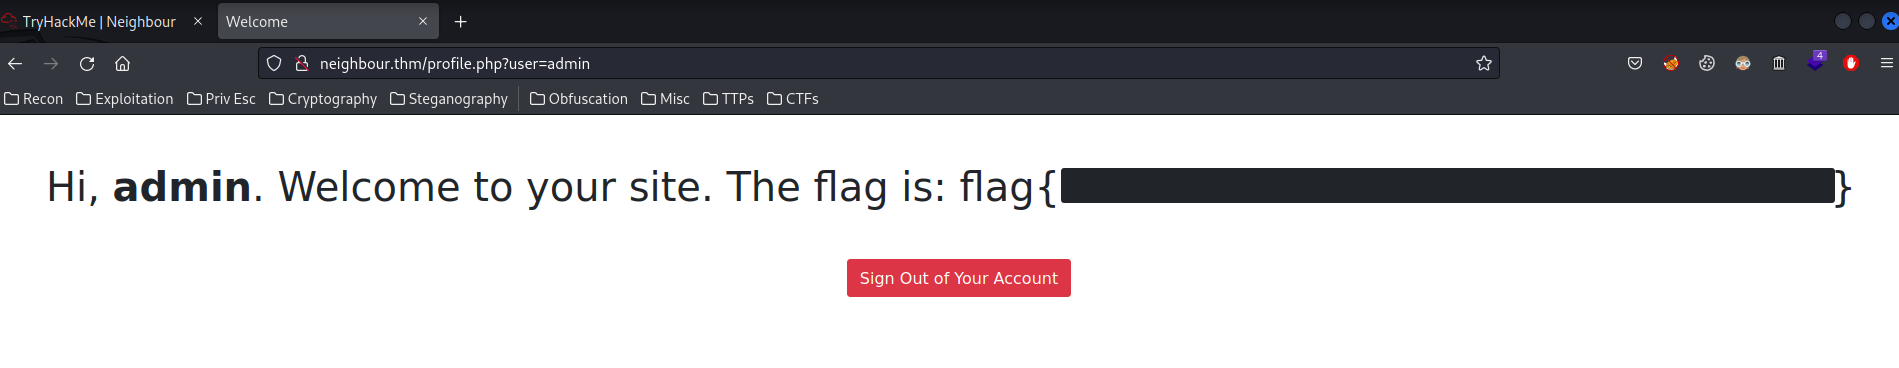 TryHackMe | Neighbour
Welcome
neighbour.thm/profile.php?user=admin
4
Recon Exploitation Priv Esc Cryptography Steganography Obfuscation Misc TTPs CTFs
Hi, admin. Welcome to your site. The flag is: flag{ }
Sign Out of Your Account